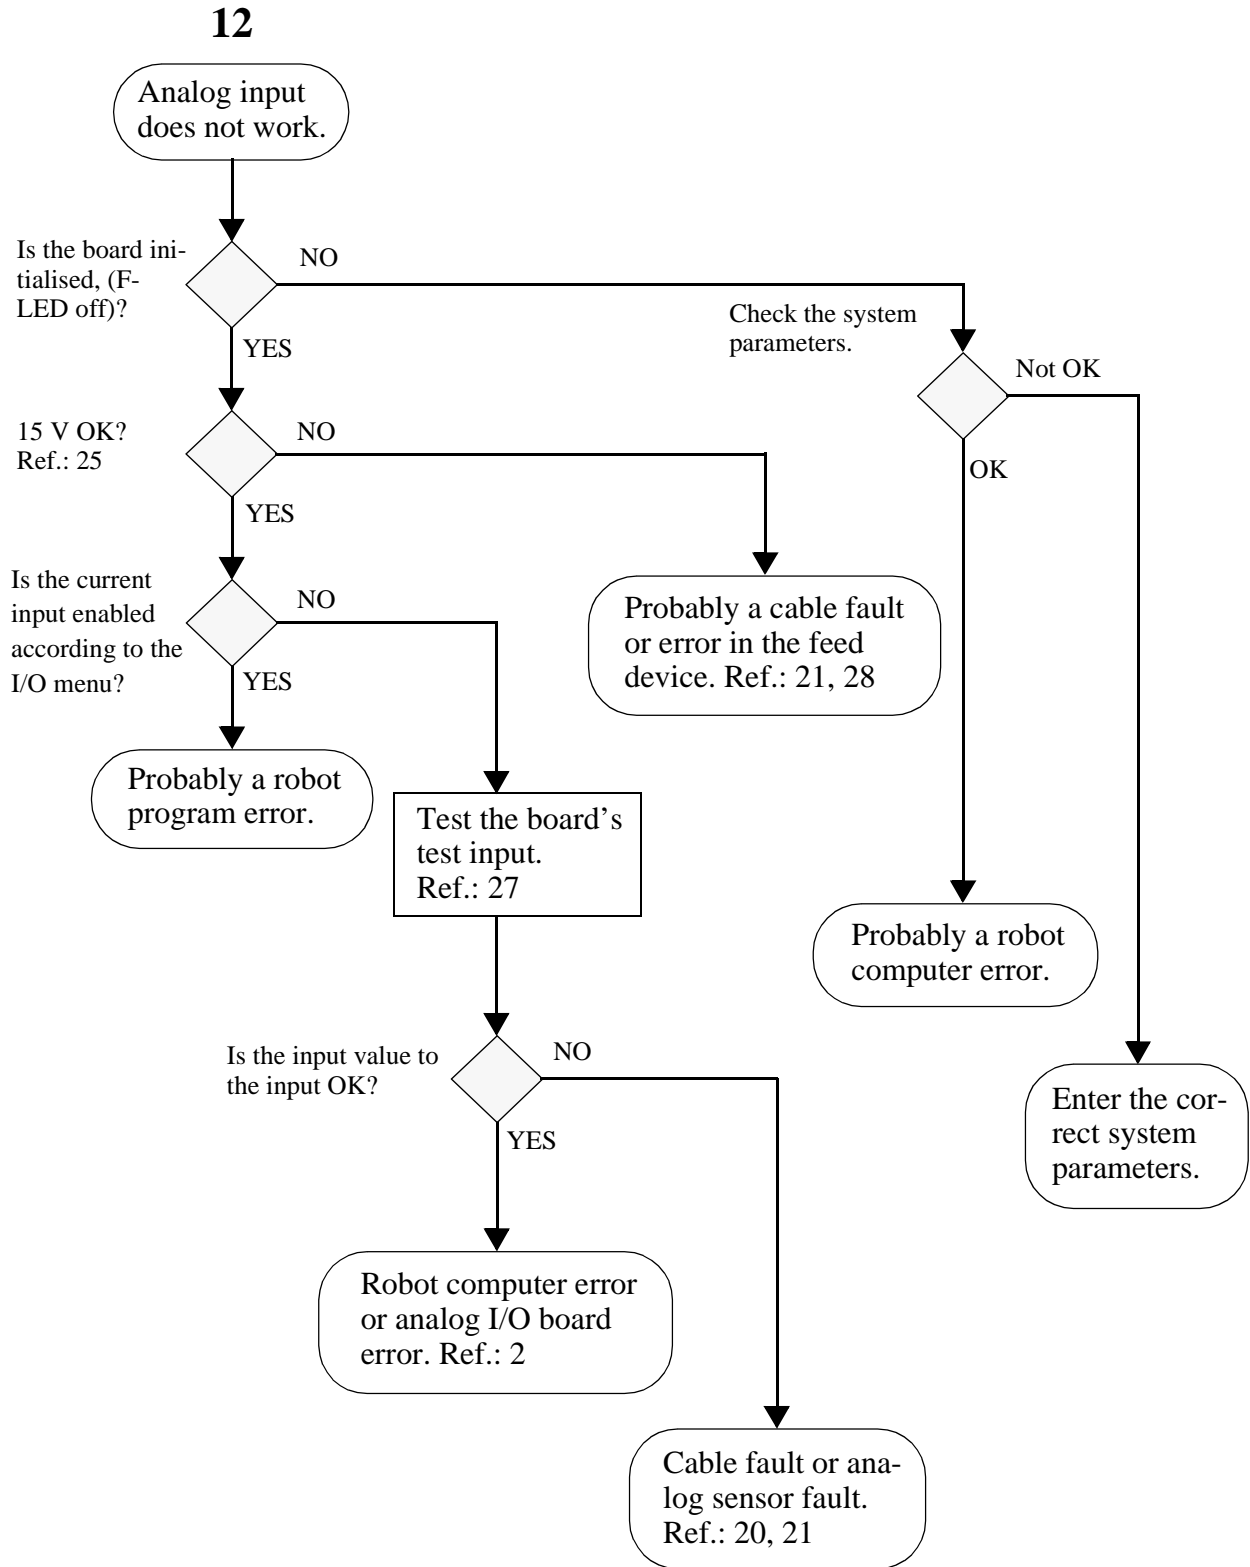 12
Analog input
does not work.
Is the board ini-
tialised, (F-
LED off)?
NO
YES
Check the system
parameters.
Not OK
OK
15 V OK?
Ref.: 25
NO
YES
Is the current
input enabled
according to the
I/O menu?
NO
YES
Probably a cable fault
or error in the feed
device. Ref.: 21, 28
Probably a robot
program error.
Test the board’s
test input.
Ref.: 27
Probably a robot
computer error.
Is the input value to
the input OK?
NO
YES
Enter the cor-
rect system
parameters.
Robot computer error
or analog I/O board
error. Ref.: 2
Cable fault or ana-
log sensor fault.
Ref.: 20, 21